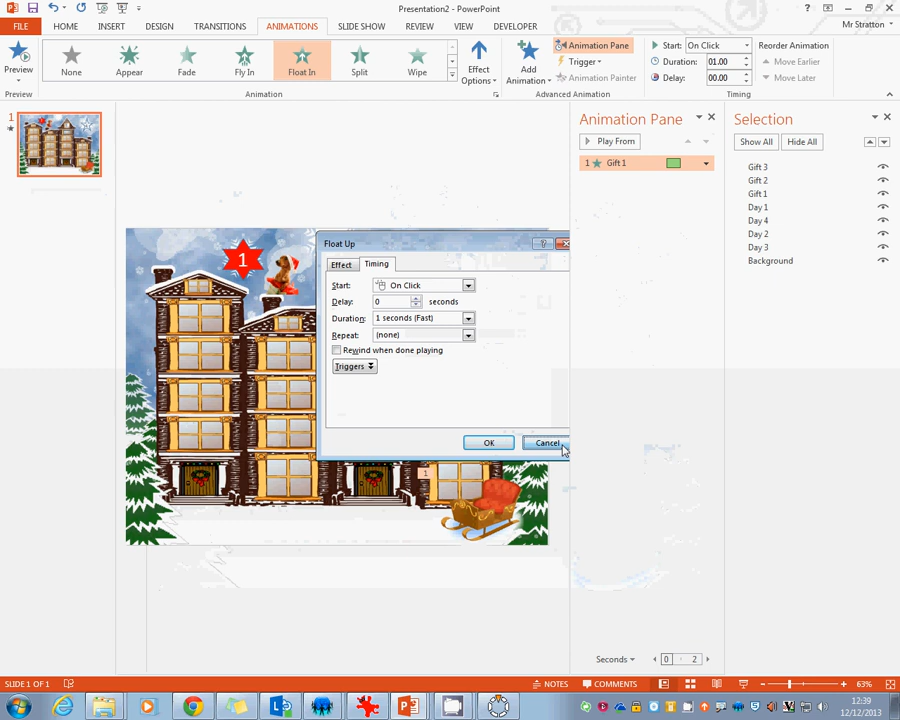 Presentation2 - PowerPoint
FILE HOME INSERT DESIGN TRANSITIONS ANIMATIONS SLIDE SHOW REVIEW VIEW DEVELOPER Mr Stratton
Preview None Appear Fade Fly In Float In Split Wipe Effect Options Add Animation Animation Pane Trigger Animation Painter Start: On Click Duration: 01.00 Delay: 00.00 Reorder Animation Move Earlier Move Later
Preview Animation Advanced Animation Timing
Animation Pane
Play From
1 Gift 1
Selection
Show All Hide All
Gift 3
Gift 2
Gift 1
Day 1
Day 4
Day 2
Day 3
Background
1
1
Float Up
Effect Timing
Start: On Click
Delay: 0 seconds
Duration: 1 seconds (Fast)
Repeat: (none)
Rewind when done playing
Triggers
OK Cancel
1
Seconds 0 2
SLIDE 1 OF 1 NOTES COMMENTS 63%
12:39
12/12/2013